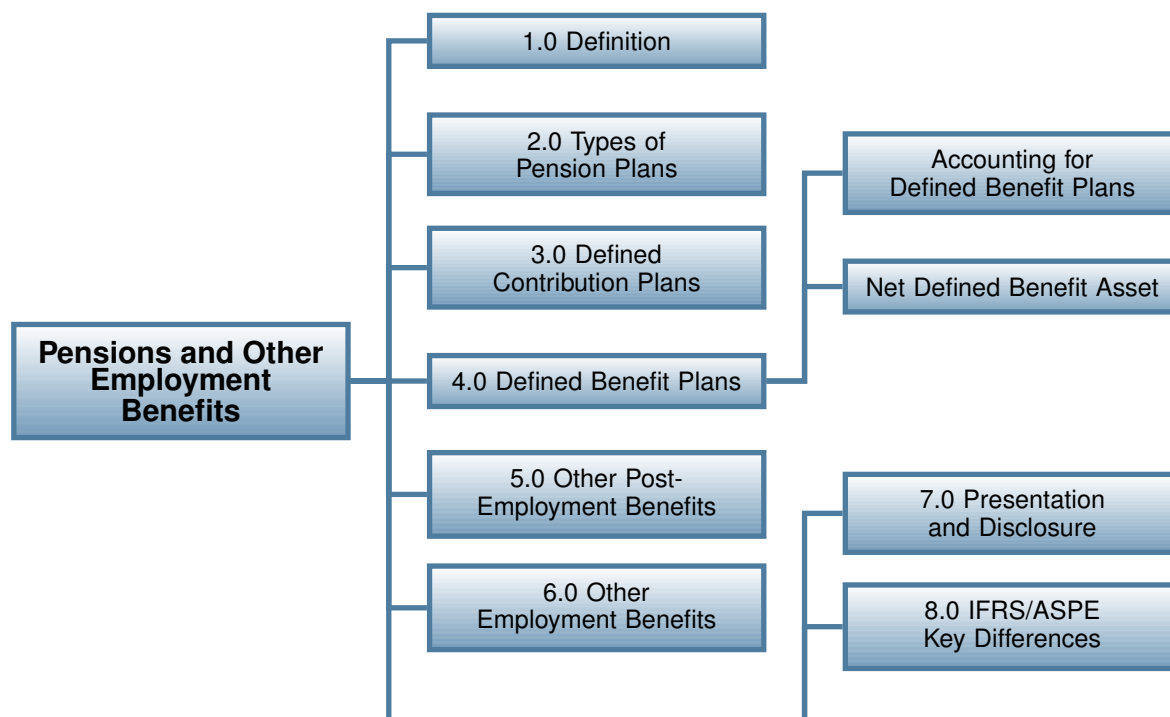 1.0 Definition
2.0 Types of
Pension Plans
3.0 Defined
Contribution Plans
Pensions and Other
Employment
Benefits
4.0 Defined Benefit Plans
Accounting for
Defined Benefit Plans
Net Defined Benefit Asset
5.0 Other Post-
Employment Benefits
6.0 Other
Employment Benefits
7.0 Presentation
and Disclosure
8.0 IFRS/ASPE
Key Differences